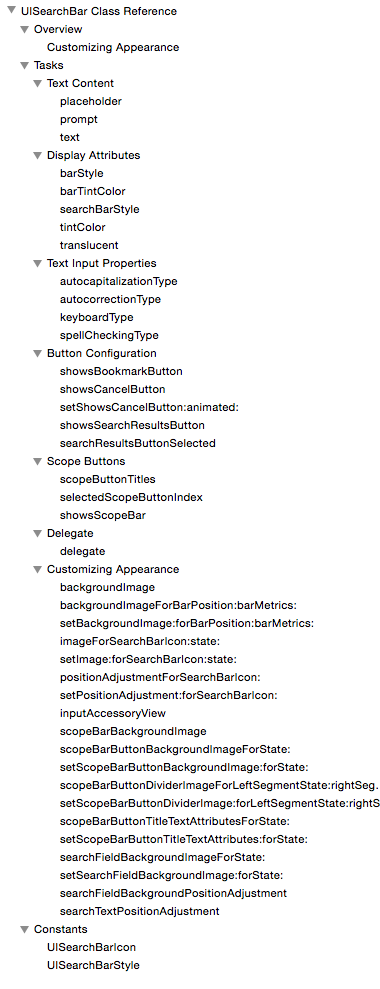 UISearchBar Class Reference
Overview
Customizing Appearance
Tasks
Text Content
placeholder
prompt
text
Display Attributes
barStyle
barTintColor
searchBarStyle
tintColor
translucent
Text Input Properties
autocapitalizationType
autocorrectionType
keyboardType
spellCheckingType
Button Configuration
showsBookmarkButton
showsCancelButton
setShowsCancelButton:animated:
showsSearchResultsButton
searchResultsButtonSelected
Scope Buttons
scopeButtonTitles
selectedScopeButtonIndex
showsScopeBar
Delegate
delegate
Customizing Appearance
backgroundImage
backgroundImageForBarPosition:barMetrics:
setBackgroundImage:forBarPosition:barMetrics:
imageForSearchBarIcon:state:
setImage:forSearchBarIcon:state:
positionAdjustmentForSearchBarIcon:
setPositionAdjustment:forSearchBarIcon:
inputAccessoryView
scopeBarBackgroundImage
scopeBarButtonBackgroundImageForState:
setScopeBarButtonBackgroundImage:forState:
scopeBarButtonDividerImageForLeftSegmentState:rightSeg.
setScopeBarButtonDividerImage:forLeftSegmentState:rightS
scopeBarButtonTitleTextAttributesForState:
setScopeBarButtonTitleTextAttributes:forState:
searchFieldBackgroundImageForState:
setSearchFieldBackgroundImage:forState:
searchFieldBackgroundPositionAdjustment
searchTextPositionAdjustment
Constants
UISearchBarIcon
UISearchBarStyle